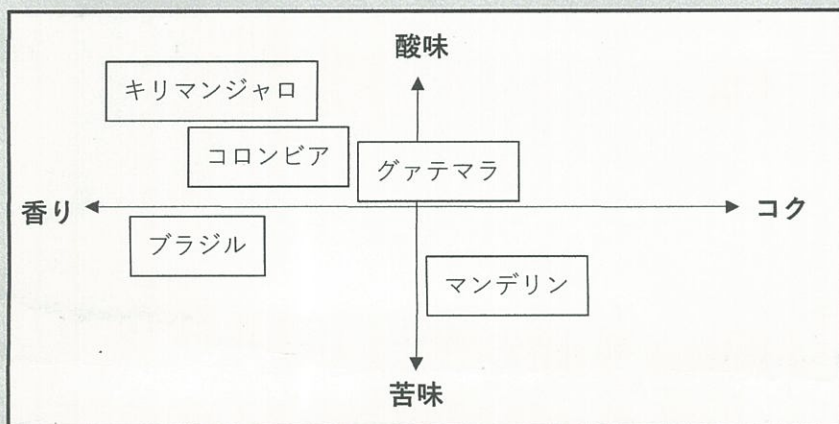 酸味
キリマンジャロ
コロンビア
グァテマラ
香り
コク
ブラジル
マンデリン
苦味